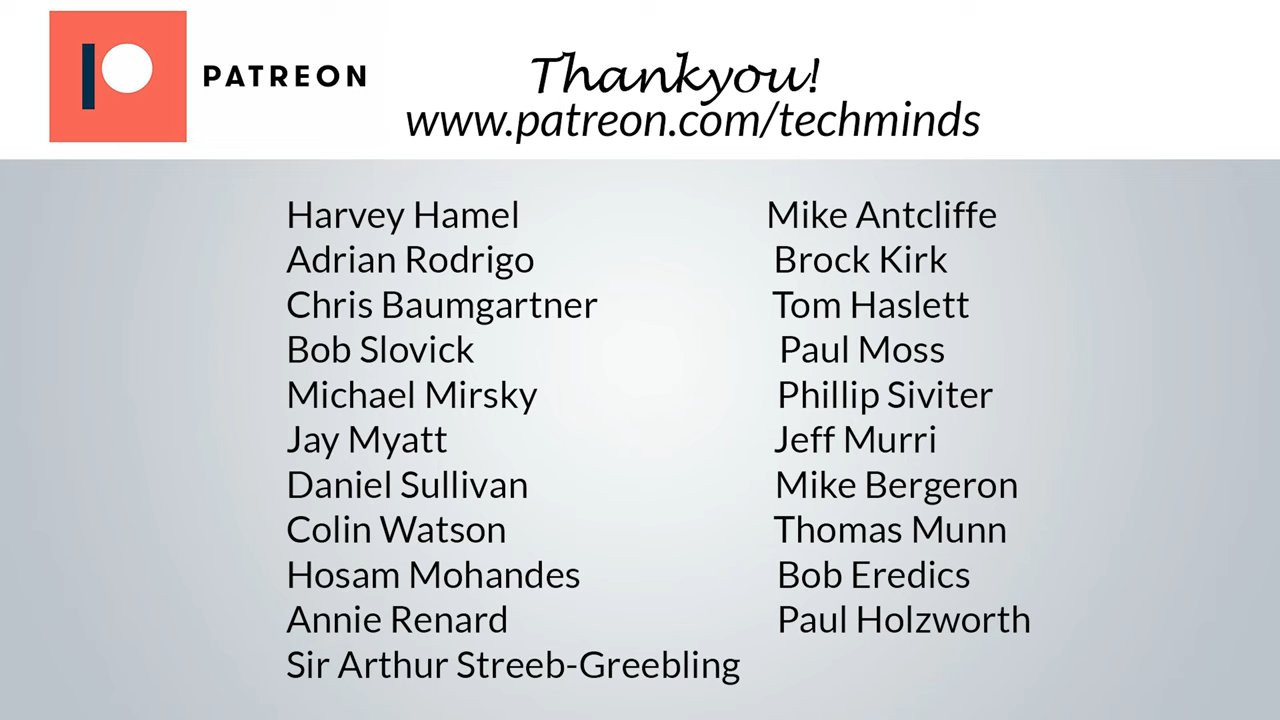 PATREON
Thankyou!
www.patreon.com/techminds
Harvey Hamel
Adrian Rodrigo
Chris Baumgartner
Bob Slovick
Michael Mirsky
Jay Myatt
Daniel Sullivan
Colin Watson
Hosam Mohandes
Annie Renard
Sir Arthur Streeb-Greebling
Mike Antcliffe
Brock Kirk
Tom Haslett
Paul Moss
Phillip Siviter
Jeff Murri
Mike Bergeron
Thomas Munn
Bob Eredics
Paul Holzworth